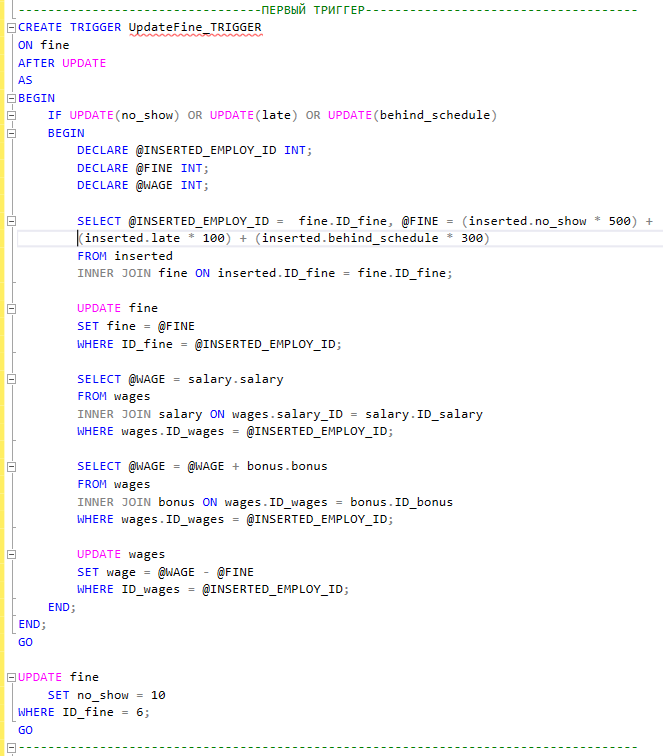 ----------------------------------ПЕРВЫЙ ТРИГГЕР--------------------------------------
CREATE TRIGGER UpdateFine_TRIGGER
ON fine
AFTER UPDATE
AS
BEGIN
    IF UPDATE(no_show) OR UPDATE(late) OR UPDATE(behind_schedule)
    BEGIN
        DECLARE @INSERTED_EMPLOY_ID INT;
        DECLARE @FINE INT;
        DECLARE @WAGE INT;

        SELECT @INSERTED_EMPLOY_ID =  fine.ID_fine, @FINE = (inserted.no_show * 500) +
        (inserted.late * 100) + (inserted.behind_schedule * 300)
        FROM inserted
        INNER JOIN fine ON inserted.ID_fine = fine.ID_fine;

        UPDATE fine
        SET fine = @FINE
        WHERE ID_fine = @INSERTED_EMPLOY_ID;

        SELECT @WAGE = salary.salary
        FROM wages
        INNER JOIN salary ON wages.salary_ID = salary.ID_salary
        WHERE wages.ID_wages = @INSERTED_EMPLOY_ID;

        SELECT @WAGE = @WAGE + bonus.bonus
        FROM wages
        INNER JOIN bonus ON wages.ID_wages = bonus.ID_bonus
        WHERE wages.ID_wages = @INSERTED_EMPLOY_ID;

        UPDATE wages
        SET wage = @WAGE - @FINE
        WHERE ID_wages = @INSERTED_EMPLOY_ID;
    END;
END;
GO

UPDATE fine
    SET no_show = 10
WHERE ID_fine = 6;
GO
--------------------------------------------------------------------------------------